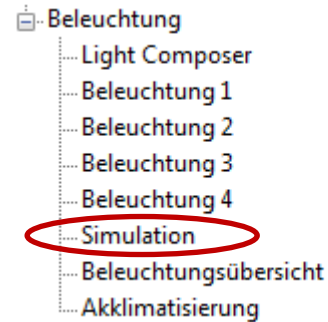 Beleuchtung
Light Composer
Beleuchtung 1
Beleuchtung 2
Beleuchtung 3
Beleuchtung 4
Simulation
Beleuchtungsübersicht
Akklimatisierung